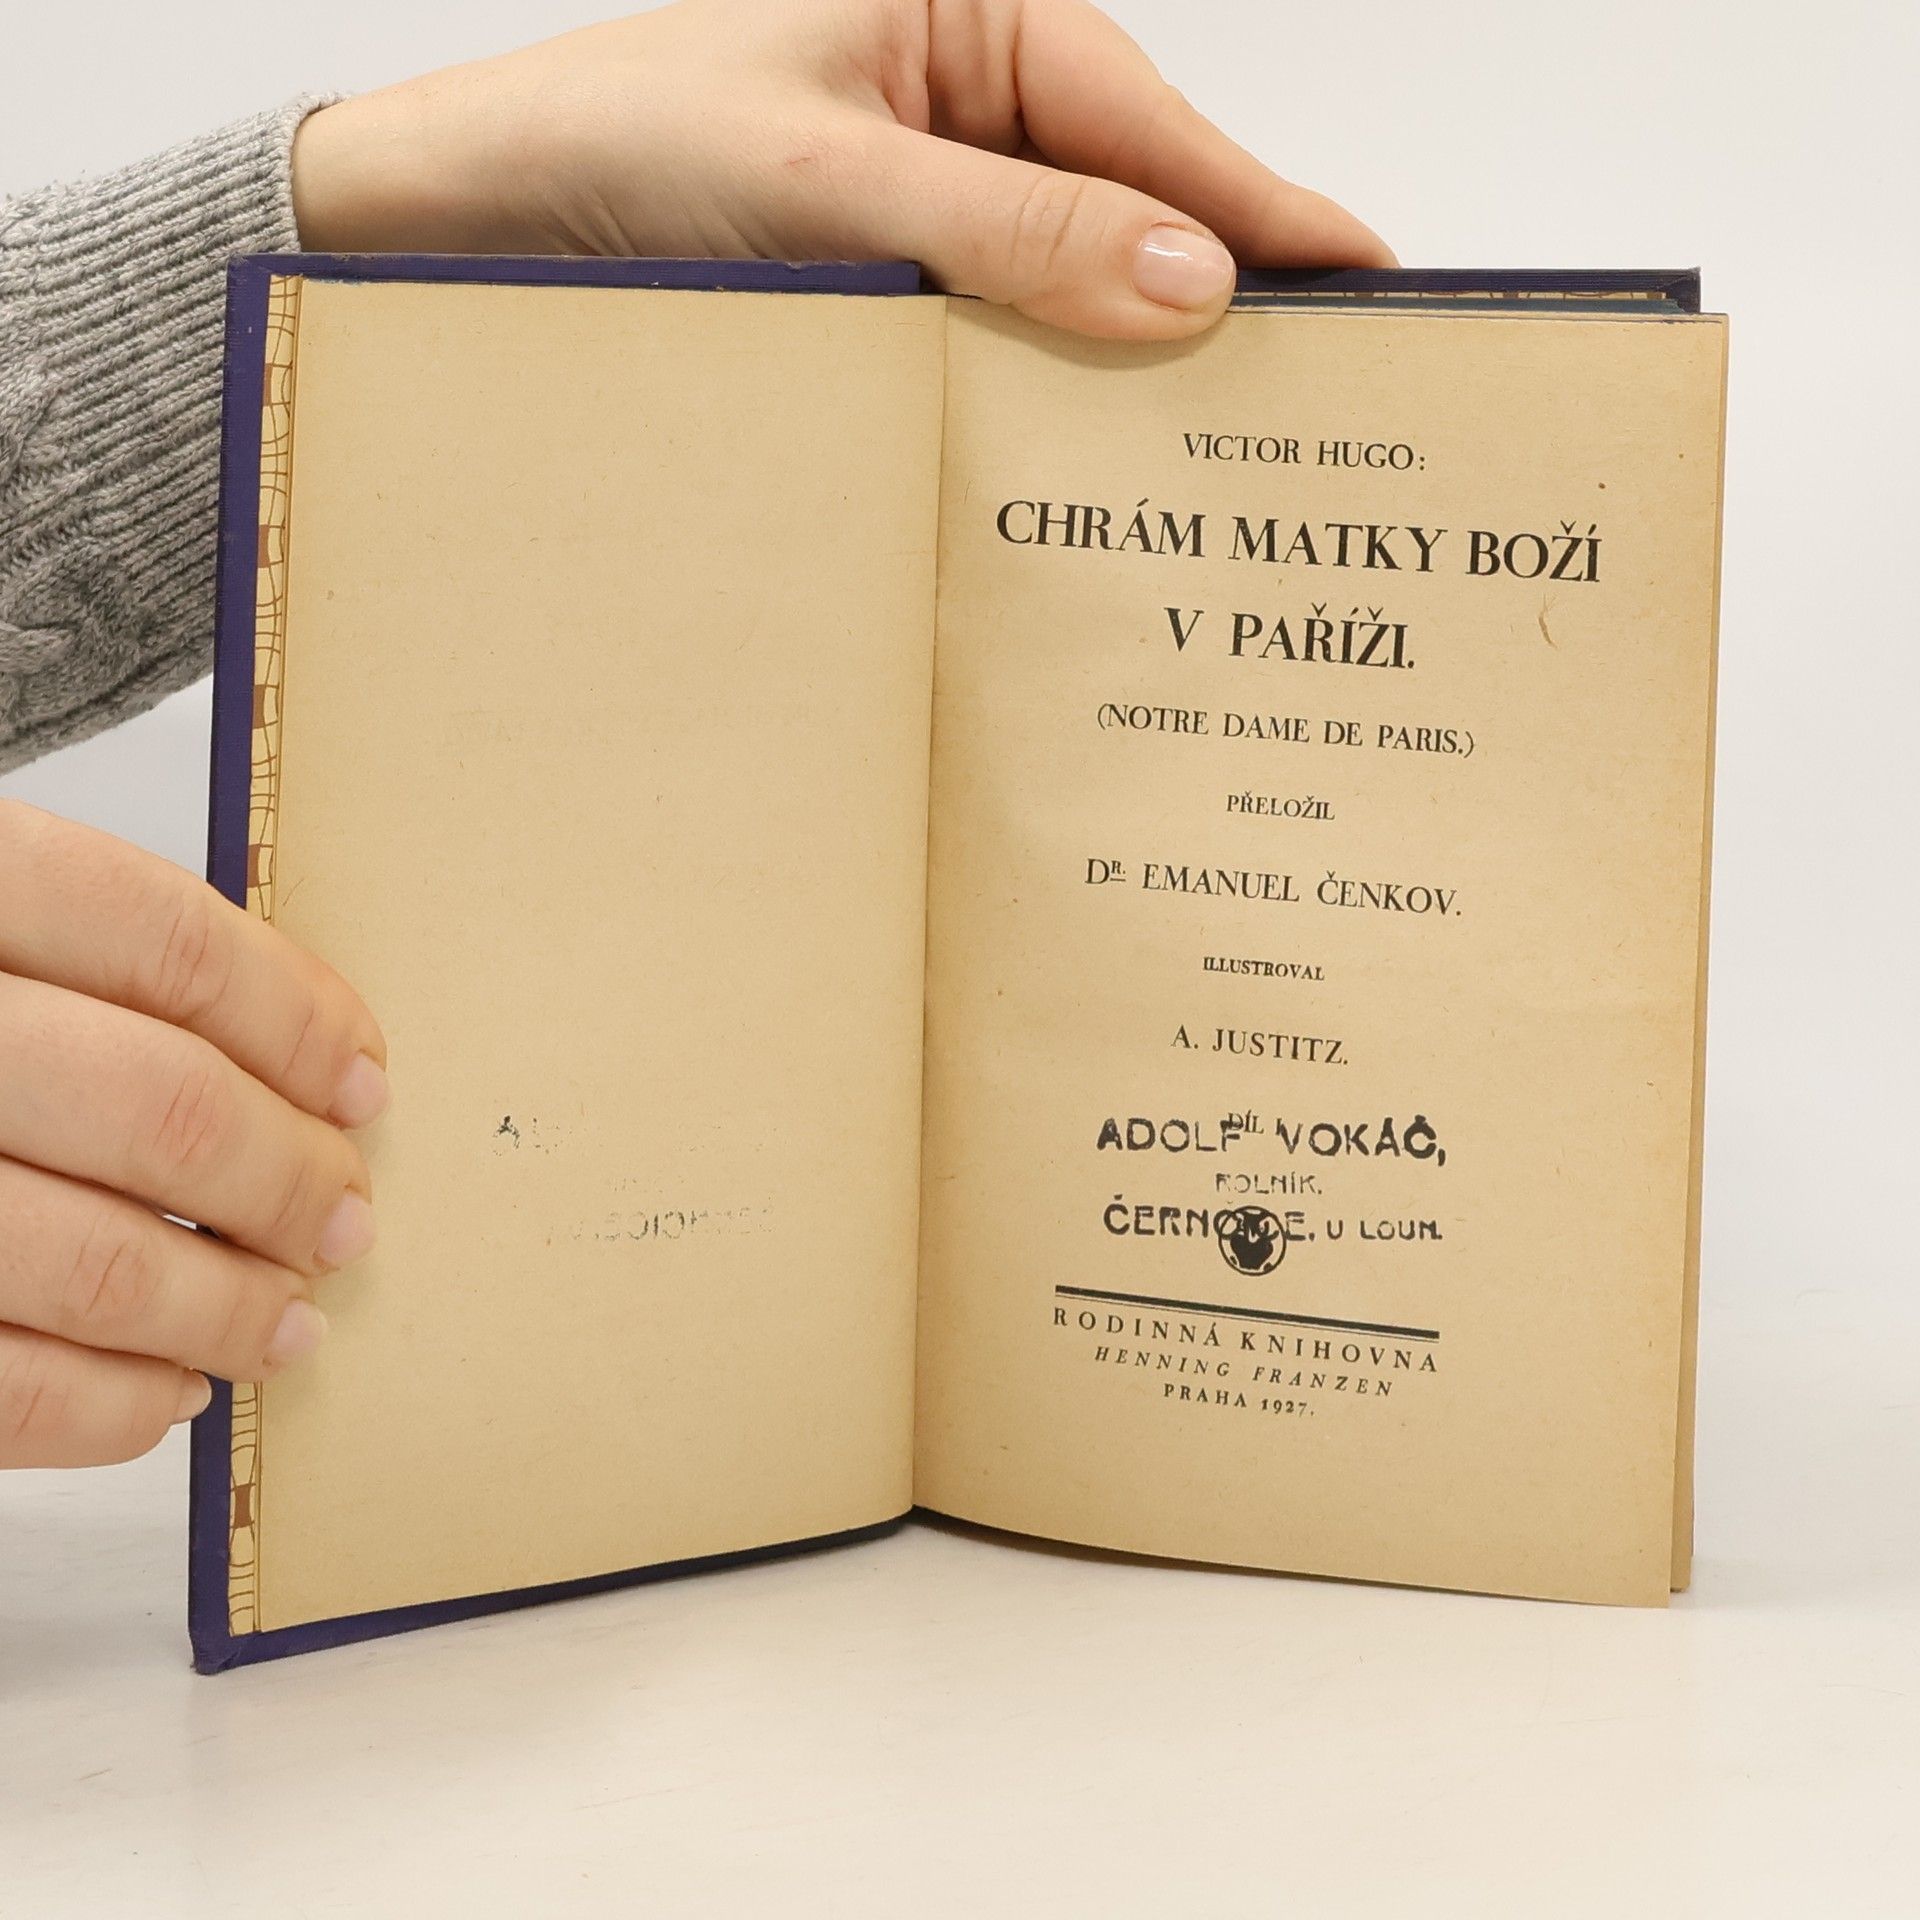 VICTOR HUGO:
CHRÁM MATKY BOŽÍ
V PAŘÍŽI.
(NOTRE DAME DE PARIS.)
PŘELOŽIL
DR. EMANUEL ČENKOV.
ILLUSTROVAL
A. JUSTITZ.
DÍL I.
ADOLF VOKÁČ,
ROLNÍK.
ČERNČICE, U LOUN.
RODINNÁ KNIHOVNA
HENNING FRANZEN
PRAHA 1927.